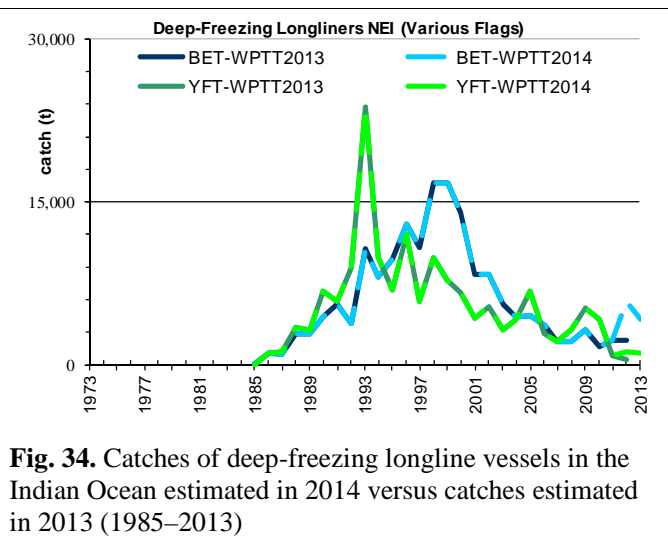 Deep-Freezing Longliners NEI (Various Flags)
30,000
BET-WPTT2013 BET-WPTT2014
YFT-WPTT2013 YFT-WPTT2014
catch (t)
15,000
0
1973 1977 1981 1985 1989 1993 1997 2001 2005 2009 2013
Fig. 34. Catches of deep-freezing longline vessels in the
Indian Ocean estimated in 2014 versus catches estimated
in 2013 (1985–2013)